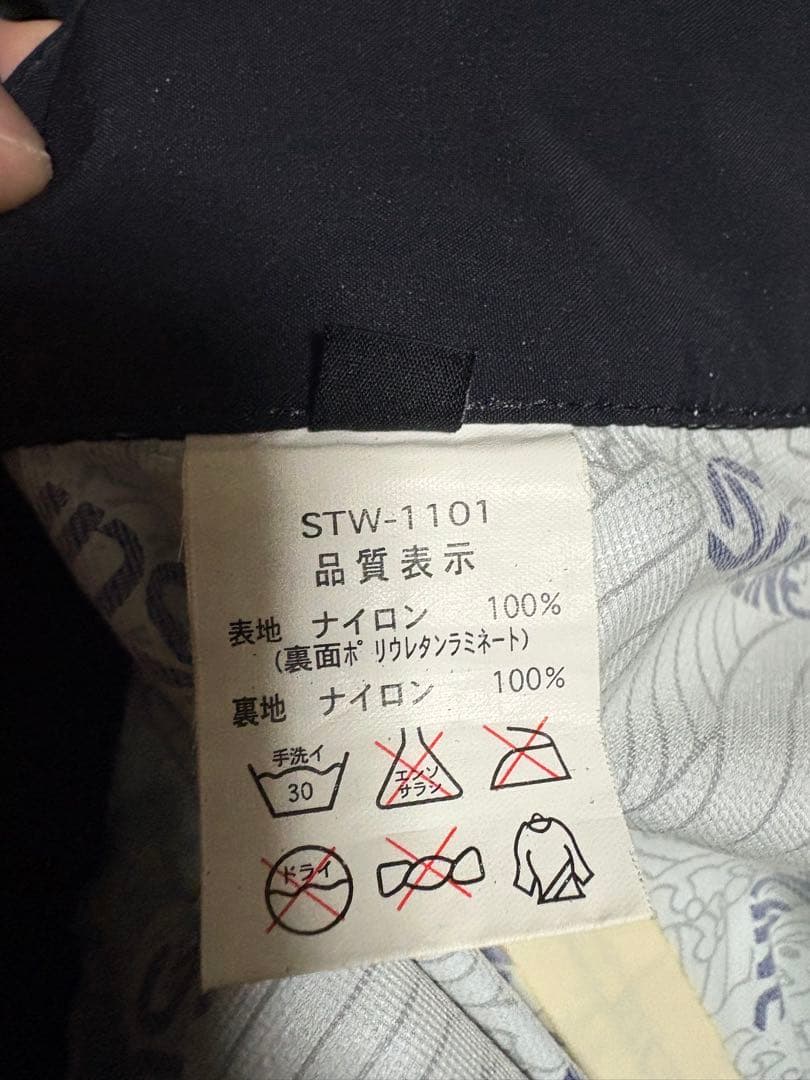 STW-1101
品質表示
表地 ナイロン 100%
(裏面ポリウレタンラミネート)
裏地 ナイロン 100%
手洗イ
30
エンソ
サラシ
ドライ